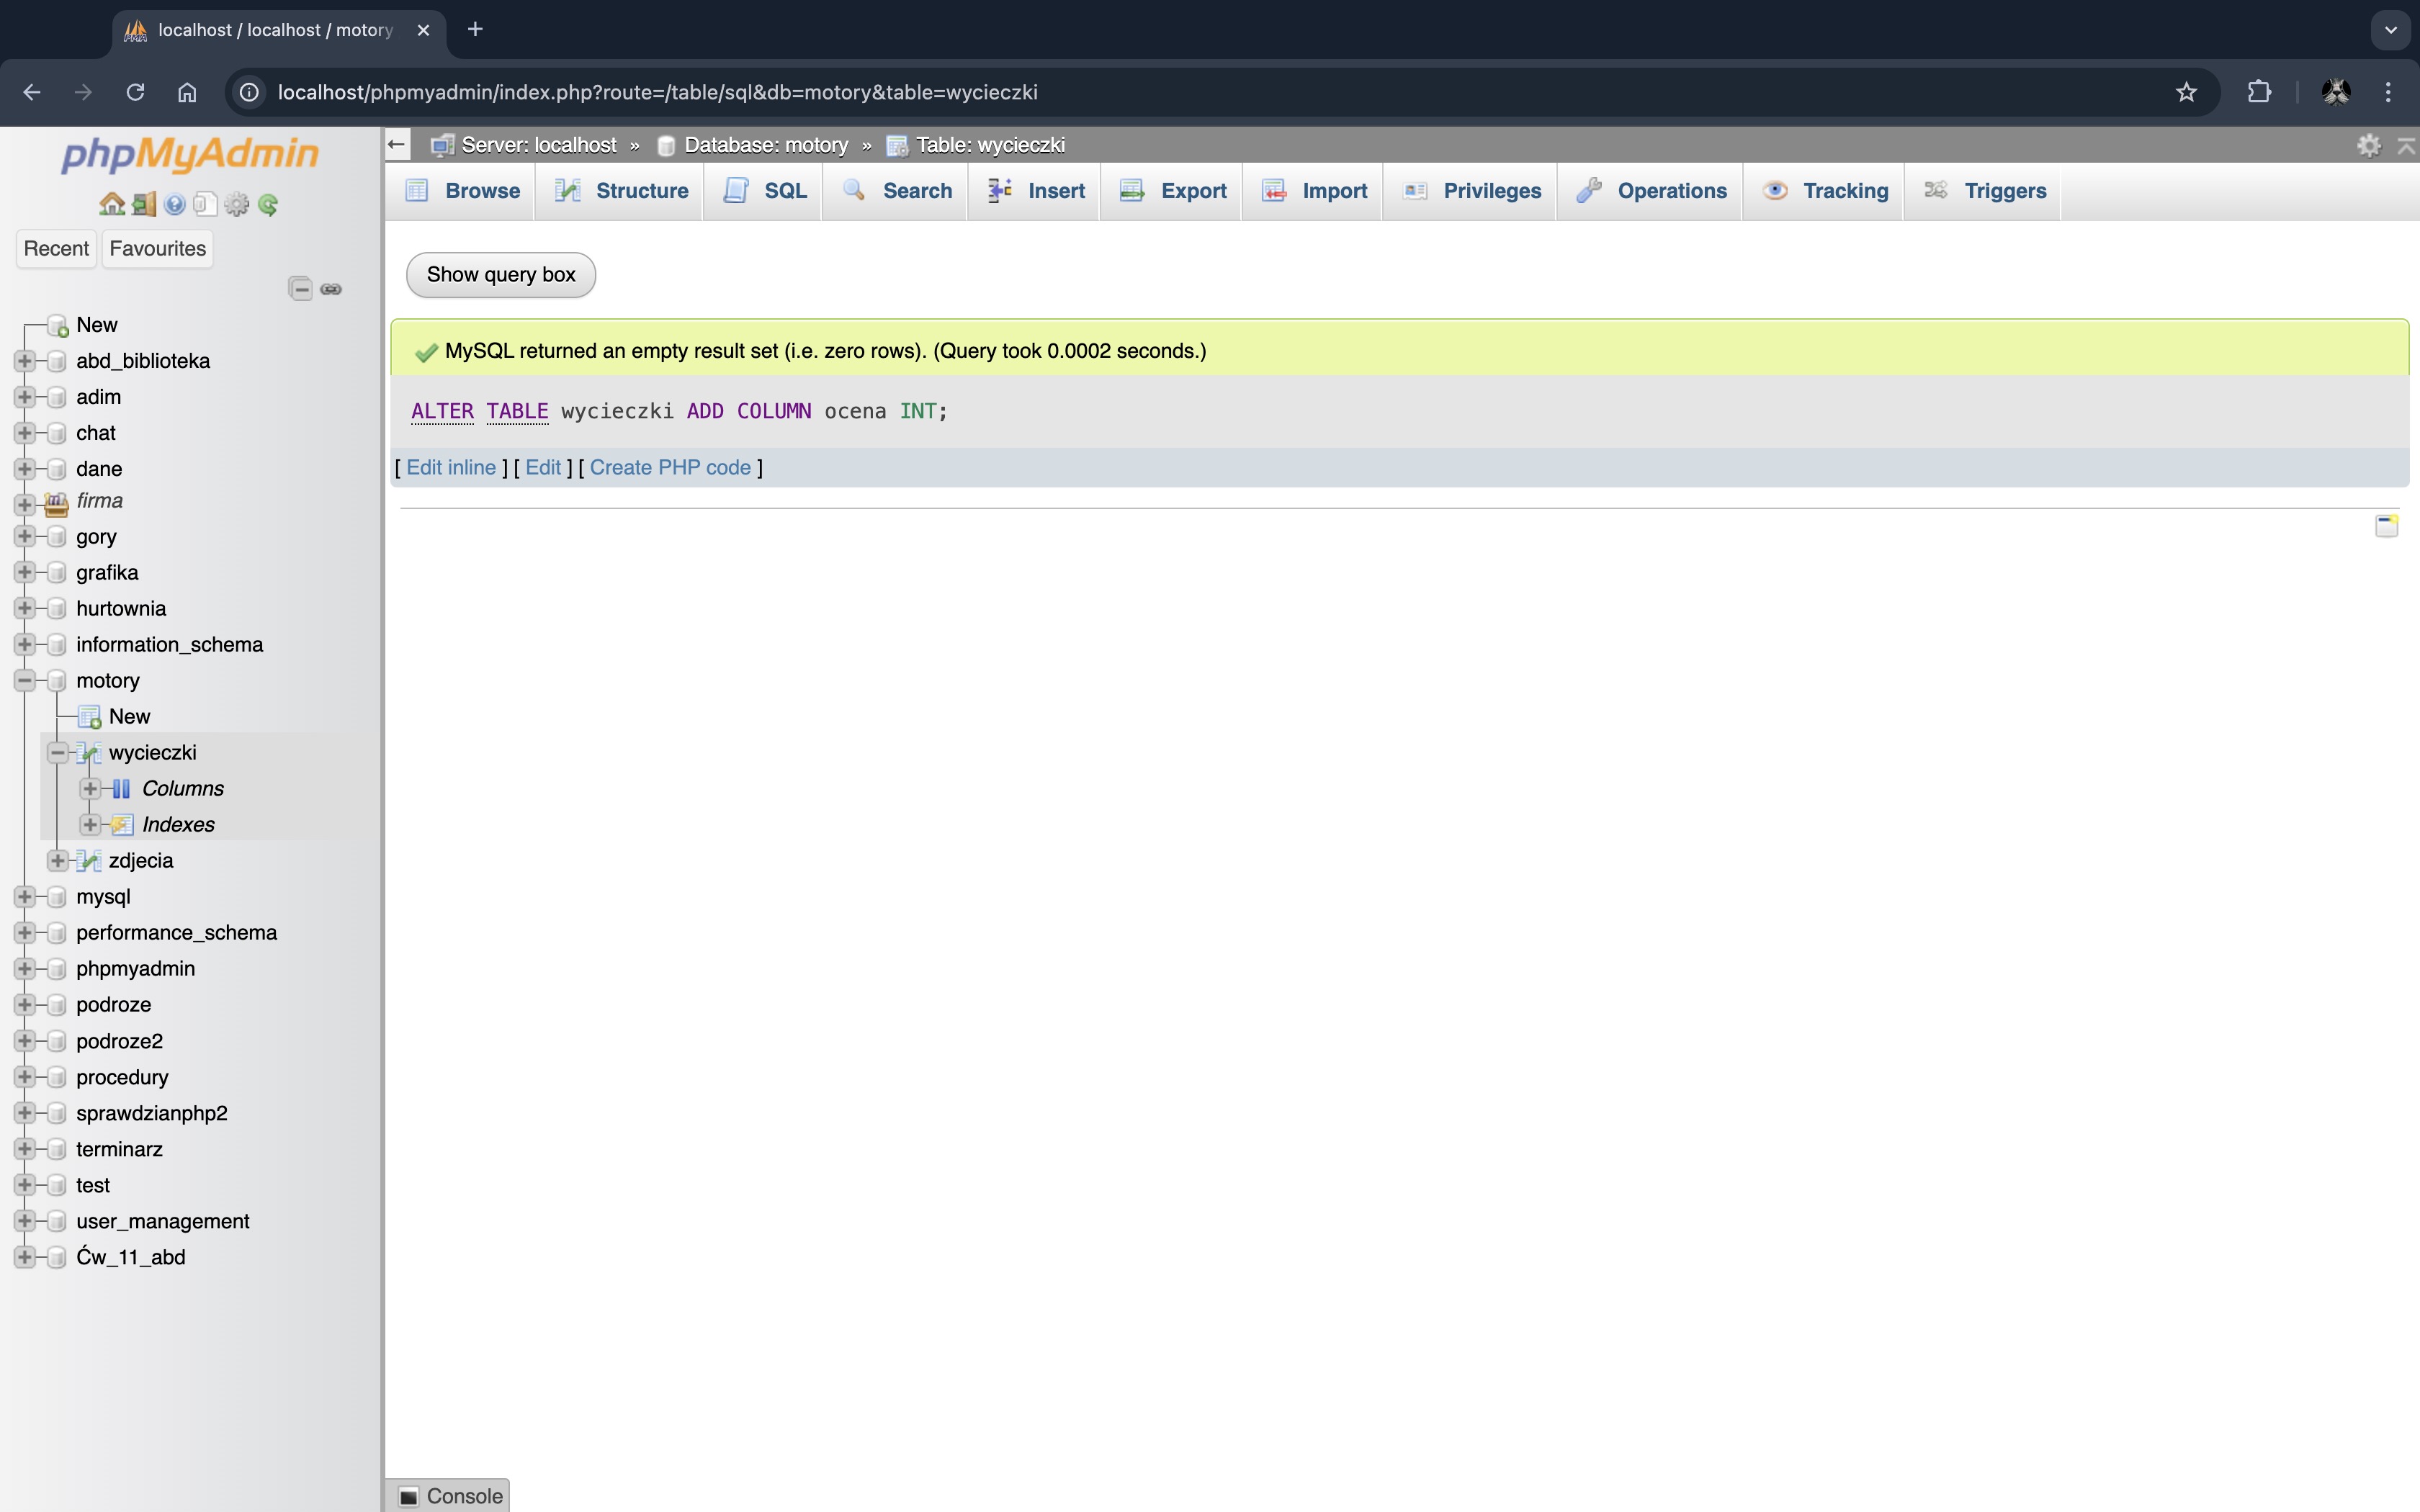 localhost / localhost / motory
localhost/phpmyadmin/index.php?route=/table/sql&db=motory&table=wycieczki
phpMyAdmin
Recent
Favourites
New
abd_biblioteka
adim
chat
dane
firma
gory
grafika
hurtownia
information_schema
motory
New
wycieczki
Columns
Indexes
zdjecia
mysql
performance_schema
phpmyadmin
podroze
podroze2
procedury
sprawdzianphp2
terminarz
test
user_management
Ćw_11_abd
Server: localhost » Database: motory » Table: wycieczki
Browse Structure SQL Search Insert Export Import Privileges Operations Tracking Triggers
Show query box
MySQL returned an empty result set (i.e. zero rows). (Query took 0.0002 seconds.)
ALTER TABLE wycieczki ADD COLUMN ocena INT;
[ Edit inline ] [ Edit ] [ Create PHP code ]
Console